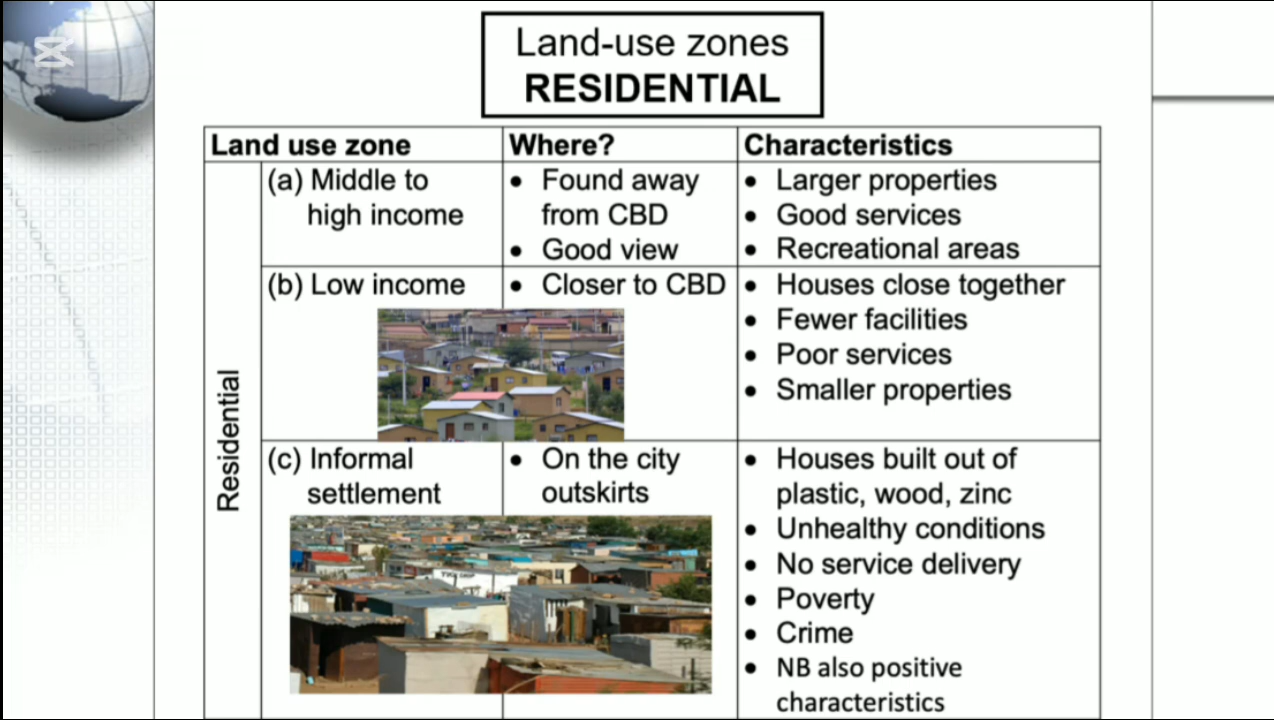 Land-use zones
RESIDENTIAL
Land use zone
Where?
Characteristics
Residential
(a) Middle to
high income
• Found away
from CBD
• Good view
• Larger properties
• Good services
• Recreational areas
(b) Low income
• Closer to CBD
• Houses close together
• Fewer facilities
• Poor services
• Smaller properties
(c) Informal
settlement
• On the city
outskirts
• Houses built out of
plastic, wood, zinc
• Unhealthy conditions
• No service delivery
• Poverty
• Crime
• NB also positive
characteristics